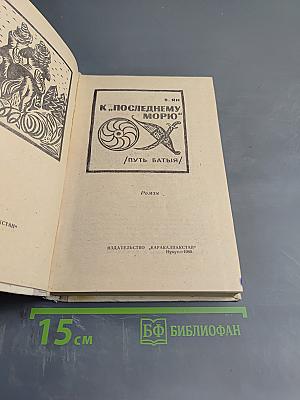 В. ЯН
К „ПОСЛЕДНЕМУ
МОРЮ"
/ПУТЬ БАТЫЯ/
Роман
ИЗДАТЕЛЬСТВО „КАРАКАЛПАКСТАН"
15 см
БФ БИБЛИОФАН